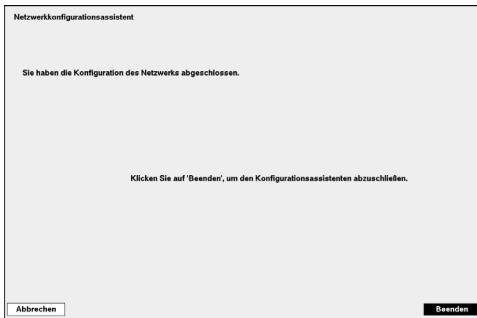 Netzwerkkonfigurationsassistent
Sie haben die Konfiguration des Netzwerks abgeschlossen.
Klicken Sie auf 'Beenden', um den Konfigurationsassistenten abzuschließen.
Abbrechen
Beenden